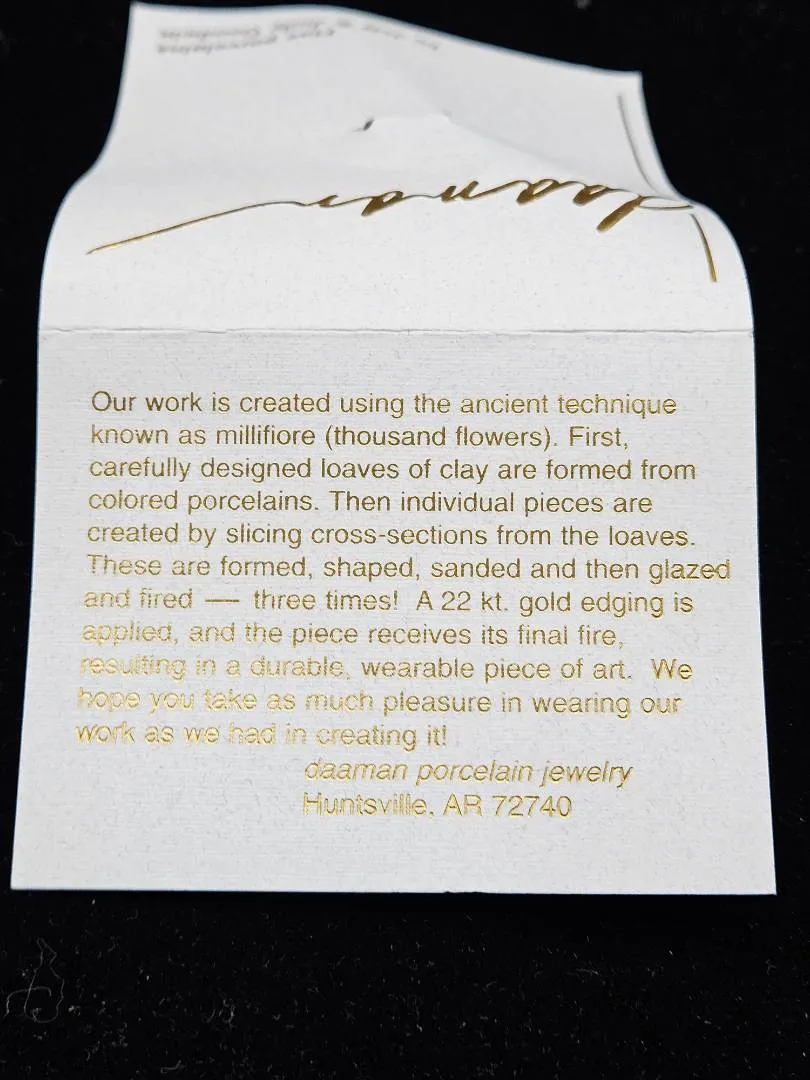 daaman
Our work is created using the ancient technique
known as millifiore (thousand flowers). First,
carefully designed loaves of clay are formed from
colored porcelains. Then individual pieces are
created by slicing cross-sections from the loaves.
These are formed, shaped, sanded and then glazed
and fired — three times! A 22 kt. gold edging is
applied, and the piece receives its final fire,
resulting in a durable, wearable piece of art. We
hope you take as much pleasure in wearing our
work as we had in creating it!
daaman porcelain jewelry
Huntsville, AR 72740